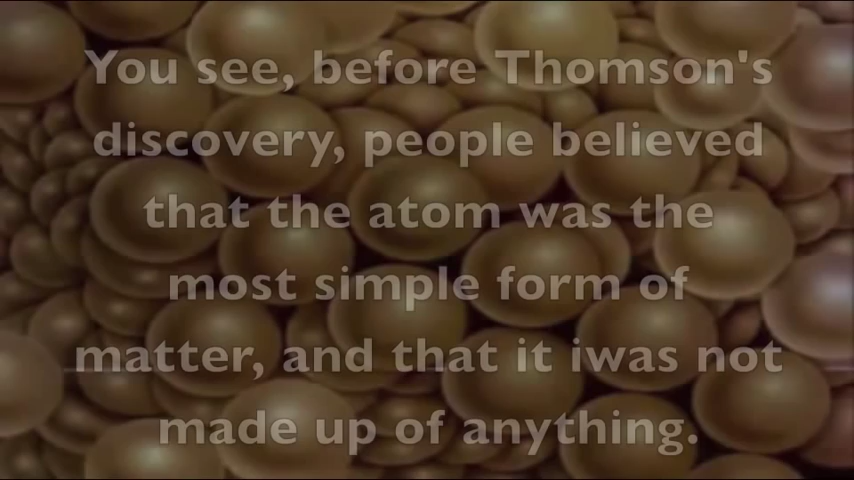 You see, before Thomson's
discovery, people believed
that the atom was the
most simple form of
matter, and that it iwas not
made up of anything.